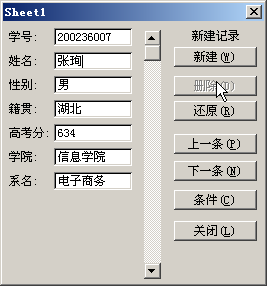 Sheet1
学号: 200236007
姓名: 张珣
性别: 男
籍贯: 湖北
高考分: 634
学院: 信息学院
系名: 电子商务
新建记录
新建(W)
删除(D)
还原(R)
上一条(P)
下一条(N)
条件(C)
关闭(L)